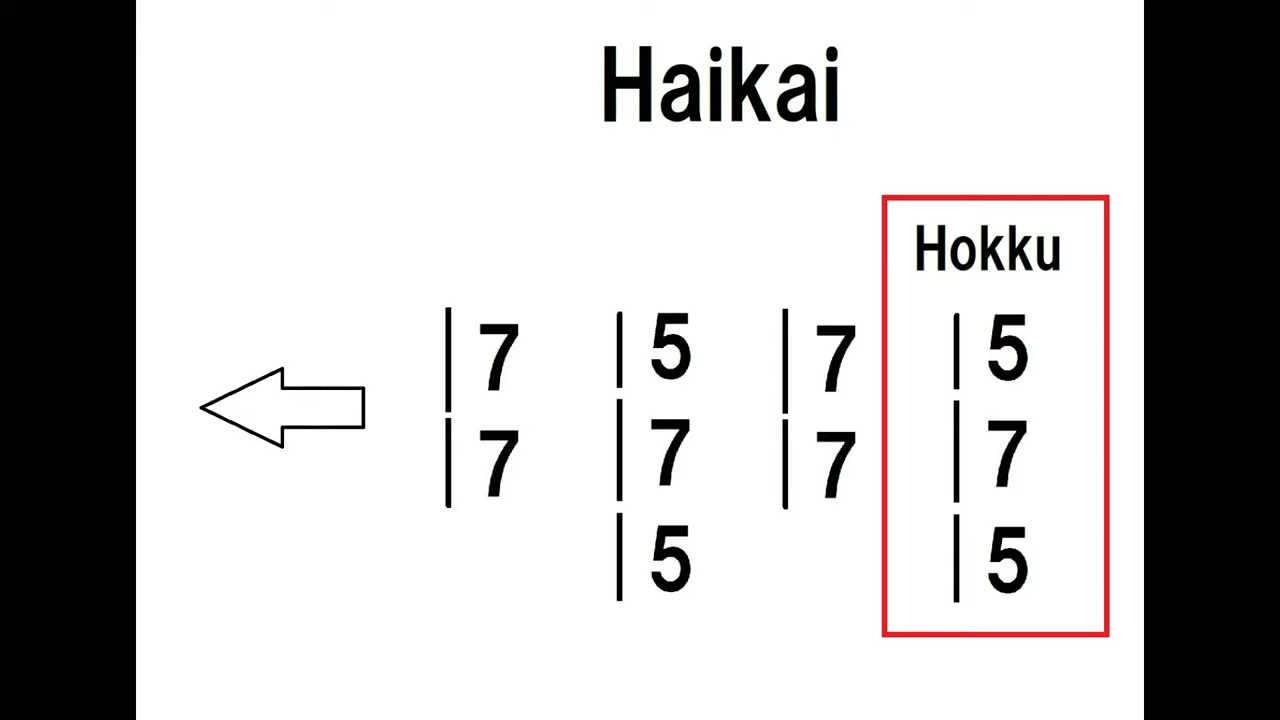 Haikai
Hokku
7 5 7 5
7 7 7 7
5 5